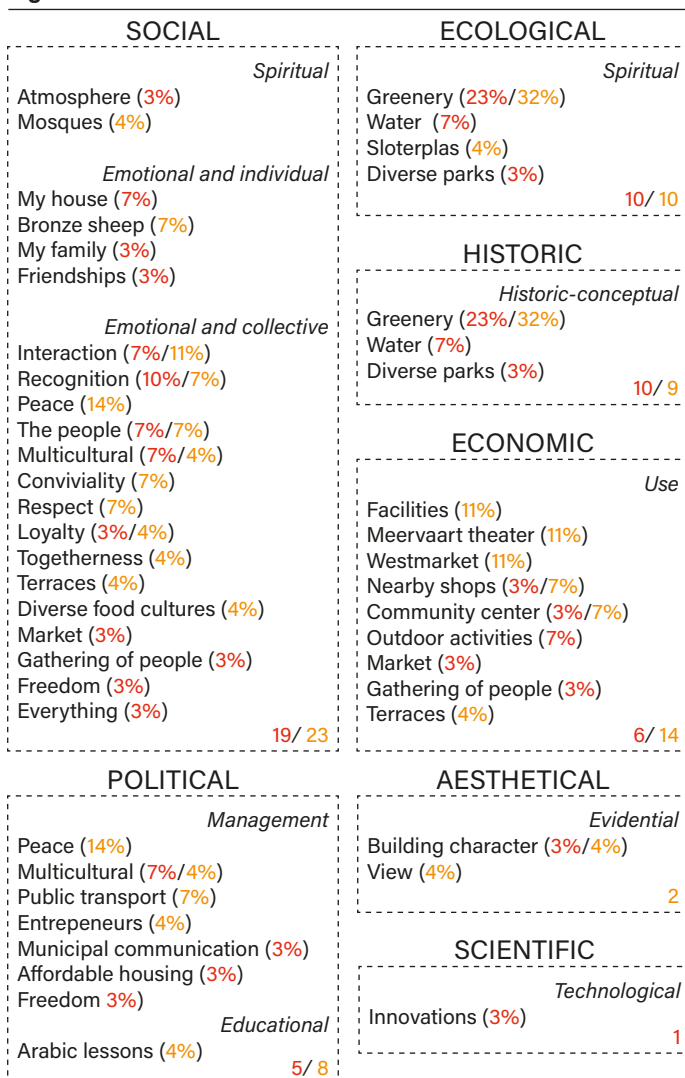 SOCIAL
Spiritual
Atmosphere (3%)
Mosques (4%)
Emotional and individual
My house (7%)
Bronze sheep (7%)
My family (3%)
Friendships (3%)
Emotional and collective
Interaction (7%/11%)
Recognition (10%/7%)
Peace (14%)
The people (7%/7%)
Multicultural (7%/4%)
Conviviality (7%)
Respect (7%)
Loyalty (3%/4%)
Togetherness (4%)
Terraces (4%)
Diverse food cultures (4%)
Market (3%)
Gathering of people (3%)
Freedom (3%)
Everything (3%)
19/ 23
ECOLOGICAL
Spiritual
Greenery (23%/32%)
Water (7%)
Sloterplas (4%)
Diverse parks (3%)
10/ 10
HISTORIC
Historic-conceptual
Greenery (23%/32%)
Water (7%)
Diverse parks (3%)
10/ 9
ECONOMIC
Use
Facilities (11%)
Meervaart theater (11%)
Westmarket (11%)
Nearby shops (3%/7%)
Community center (3%/7%)
Outdoor activities (7%)
Market (3%)
Gathering of people (3%)
Terraces (4%)
6/ 14
POLITICAL
Management
Peace (14%)
Multicultural (7%/4%)
Public transport (7%)
Entrepeneurs (4%)
Municipal communication (3%)
Affordable housing (3%)
Freedom 3%)
Educational
Arabic lessons (4%)
5/ 8
AESTHETICAL
Evidential
Building character (3%/4%)
View (4%)
2
SCIENTIFIC
Technological
Innovations (3%)
1